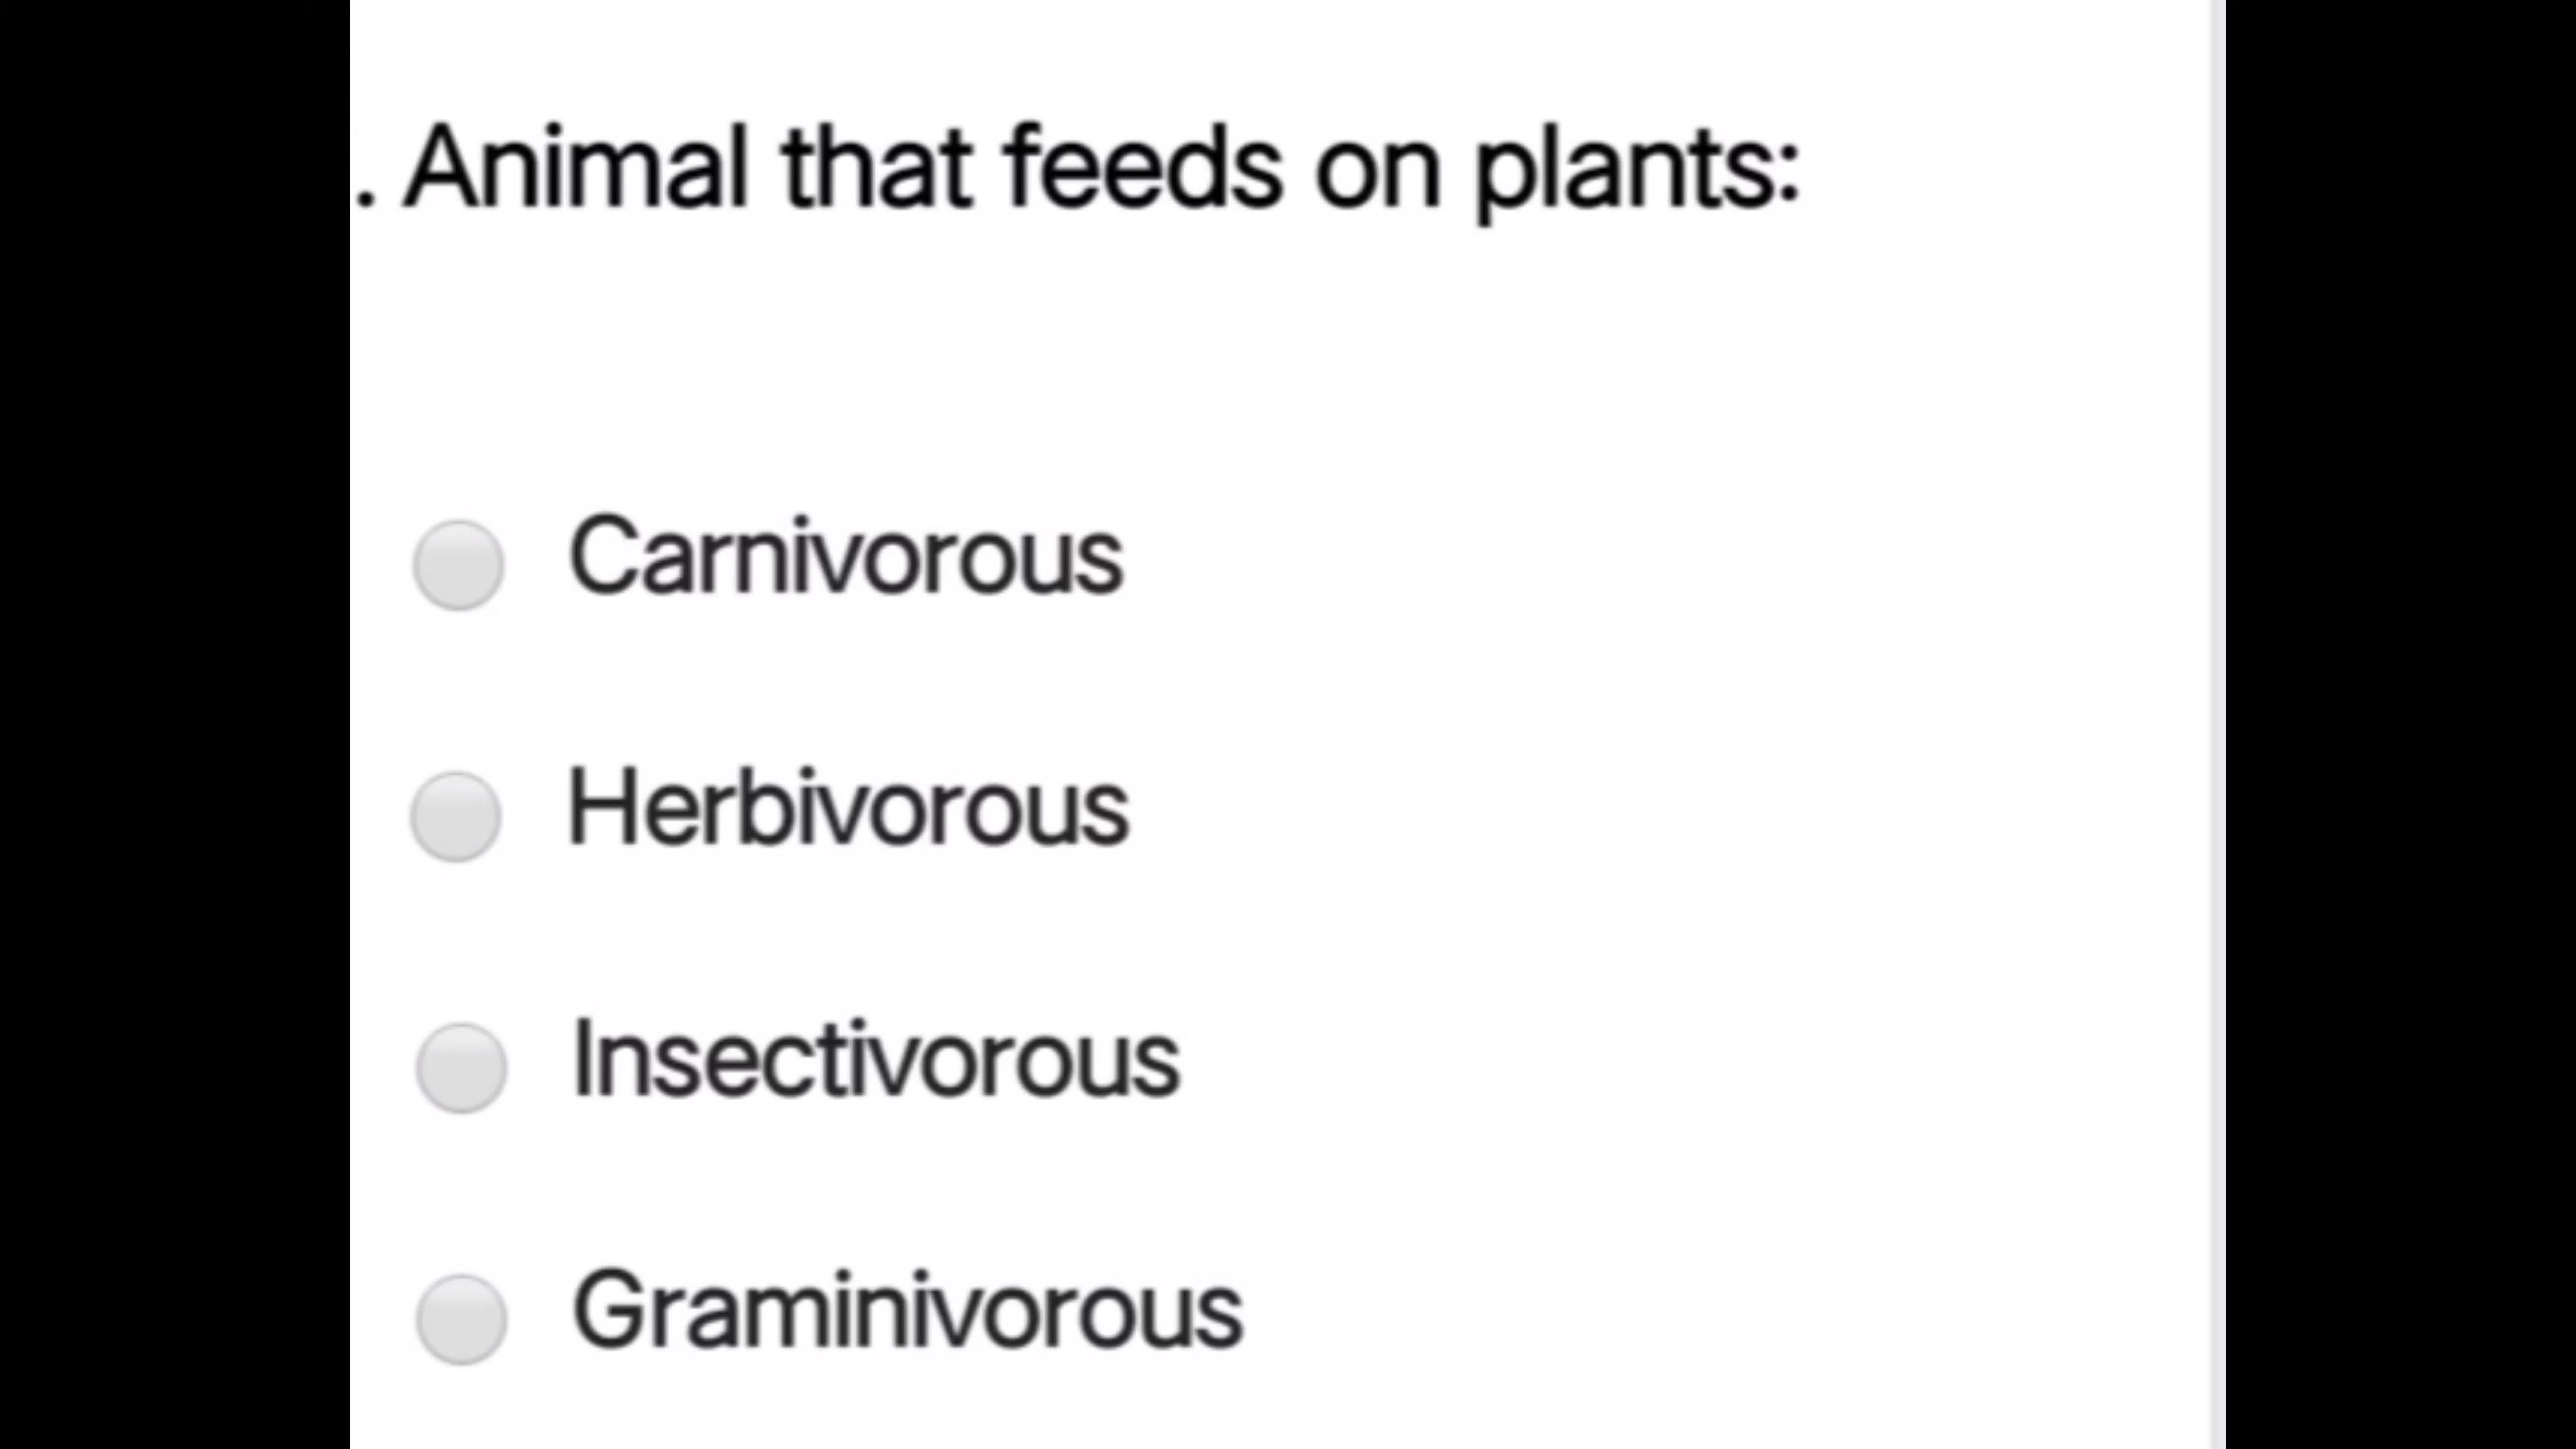 . Animal that feeds on plants:
Carnivorous
Herbivorous
Insectivorous
Graminivorous